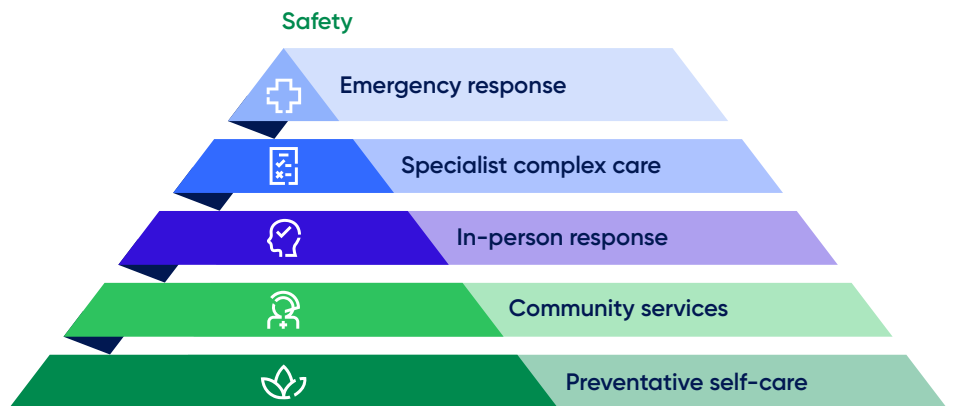 Safety
Emergency response
Specialist complex care
In-person response
Community services
Preventative self-care